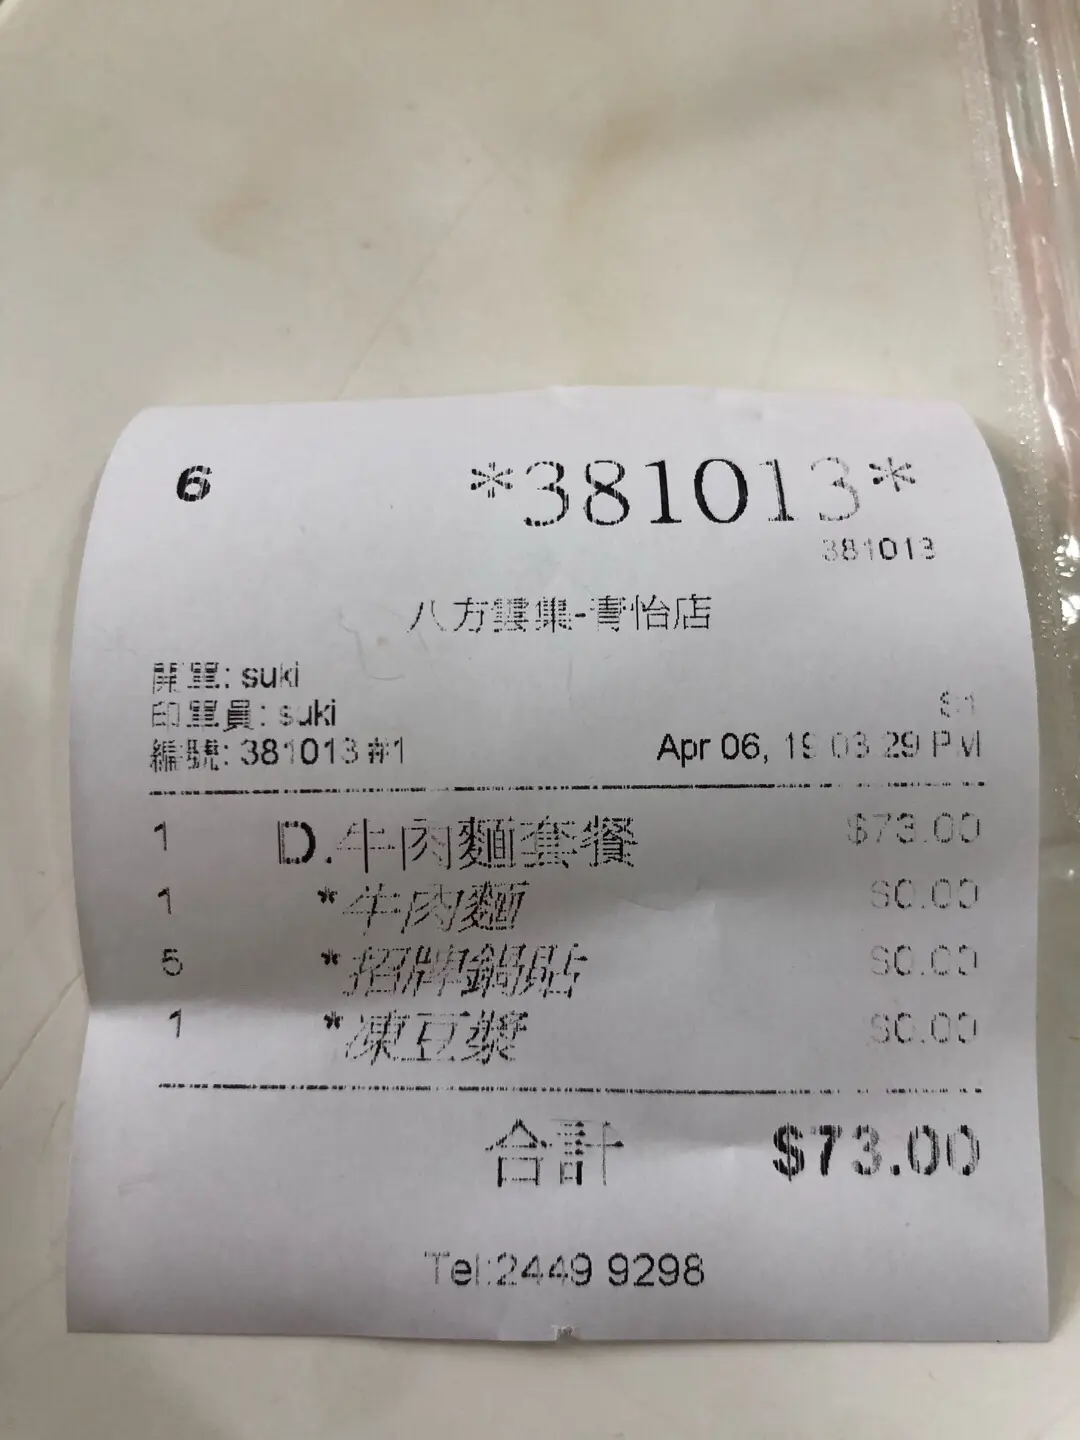 6 *381013*
381013
八方雲集-青怡店
開單: suki
印單員: suki
S1
編號: 381013 #1 Apr 06, 19 03:29 PM
1 D.牛肉麵套餐 $73.00
1 *牛肉麵 $0.00
5 *招牌鍋貼 $0.00
1 *凍豆漿 $0.00
合計 $73.00
Tel:2449 9298